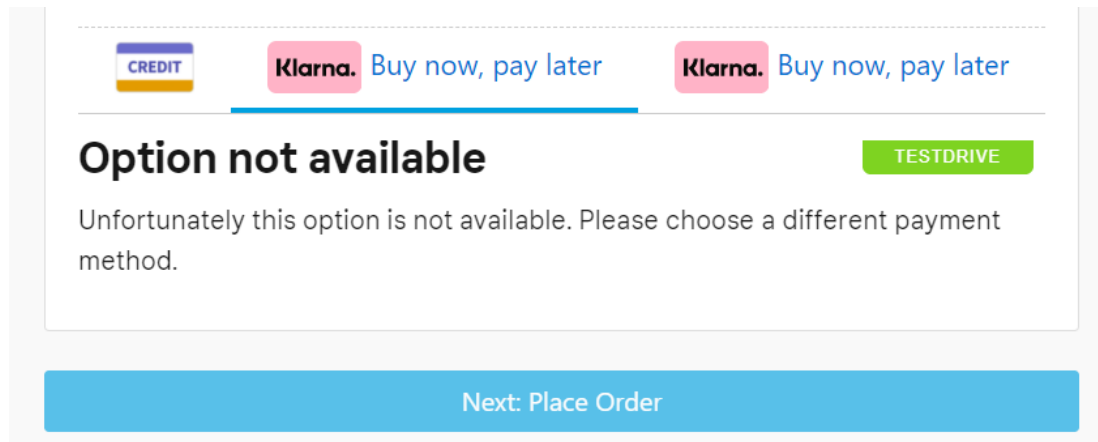 CREDIT Klarna. Buy now, pay later Klarna. Buy now, pay later
Option not available TESTDRIVE
Unfortunately this option is not available. Please choose a different payment
method.
Next: Place Order